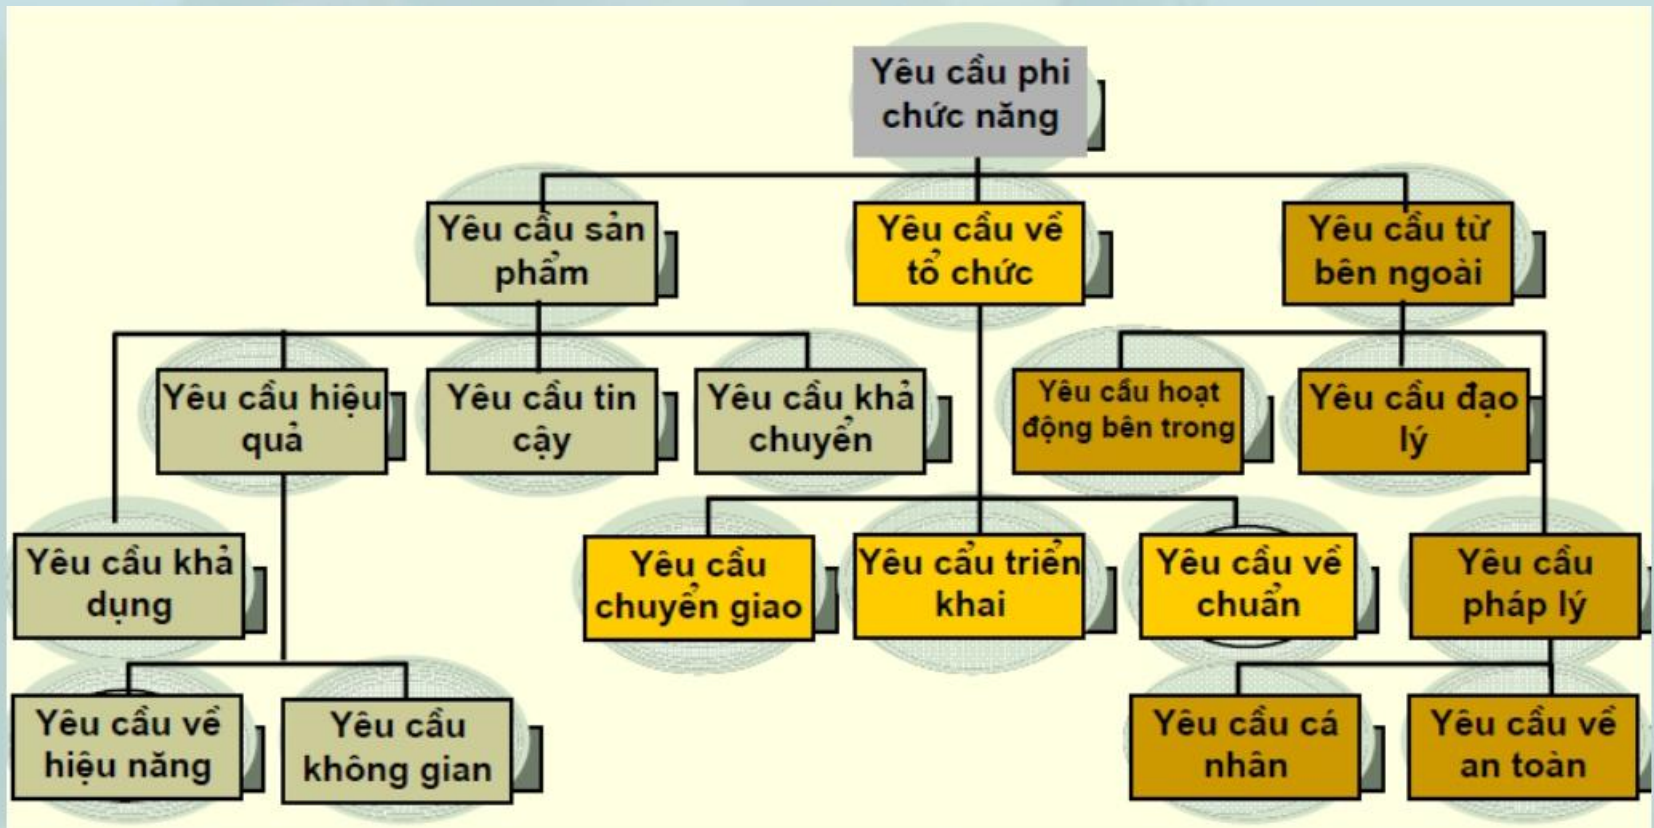 Yêu cầu phi
chức năng
Yêu cầu sản
phẩm
Yêu cầu về
tổ chức
Yêu cầu từ
bên ngoài
Yêu cầu hiệu
quả
Yêu cầu tin
cậy
Yêu cầu khả
chuyển
Yêu cầu hoạt
động bên trong
Yêu cầu đạo
lý
Yêu cầu khả
dụng
Yêu cầu
chuyển giao
Yêu cầu triển
khai
Yêu cầu về
chuẩn
Yêu cầu
pháp lý
Yêu cầu về
hiệu năng
Yêu cầu
không gian
Yêu cầu cá
nhân
Yêu cầu về
an toàn